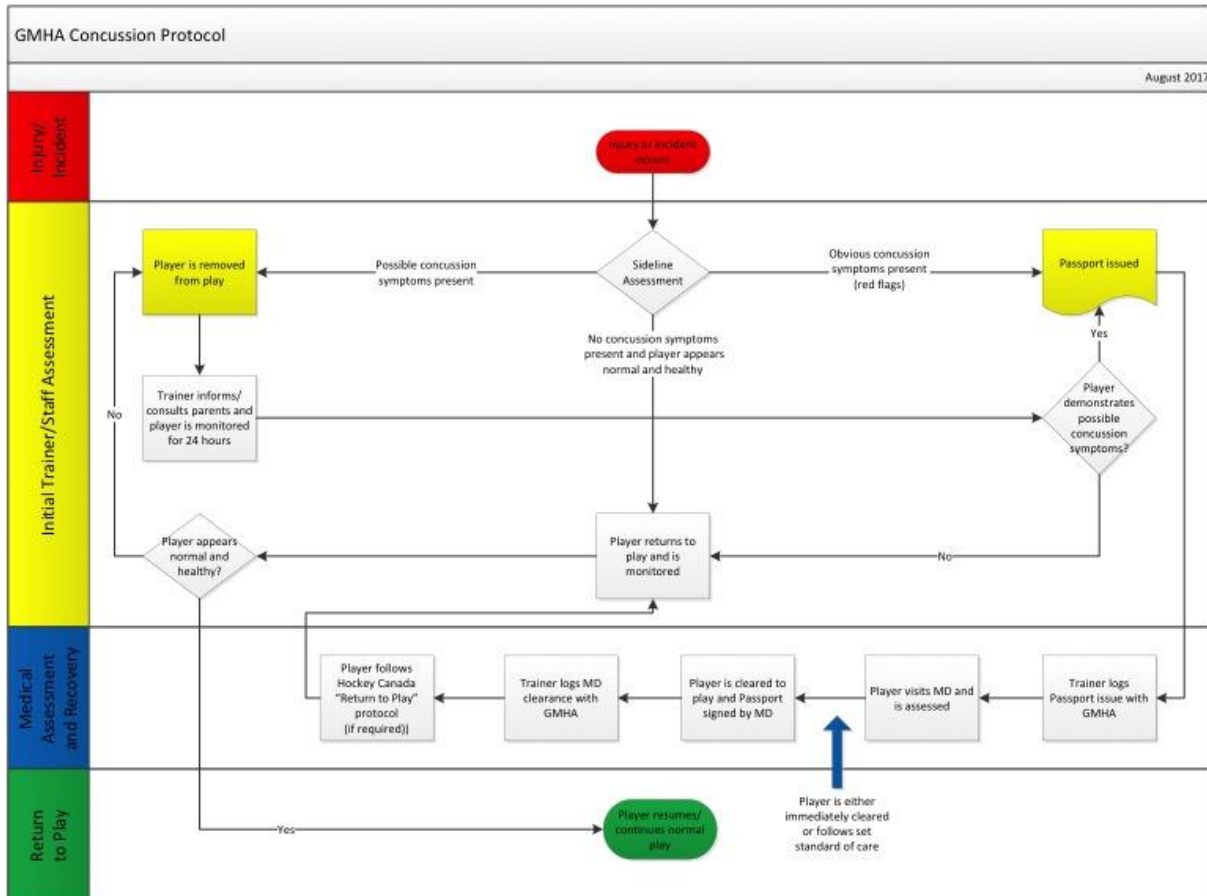 GMHA Concussion Protocol
August 2017
Injury/
Incident
Injury or incident
occurs
Initial Trainer/Staff Assessment
Player is removed
from play
Possible concussion
symptoms present
Sideline
Assessment
Obvious concussion
symptoms present
(red flags)
Passport issued
No concussion symptoms
present and player appears
normal and healthy
Yes
Trainer informs/
consults parents and
player is monitored
for 24 hours
No
Player
demonstrates
possible
concussion
symptoms?
Player appears
normal and
healthy?
Player returns to
play and is
monitored
No
Medical
Assessment
and Recovery
Player follows
Hockey Canada
“Return to Play”
protocol
(if required))
Trainer logs MD
clearance with
GMHA
Player is cleared to
play and Passport
signed by MD
Player visits MD and
is assessed
Trainer logs
Passport issue with
GMHA
Return
to Play
Yes
Player resumes/
continues normal
play
Player is either
immediately cleared
or follows set
standard of care